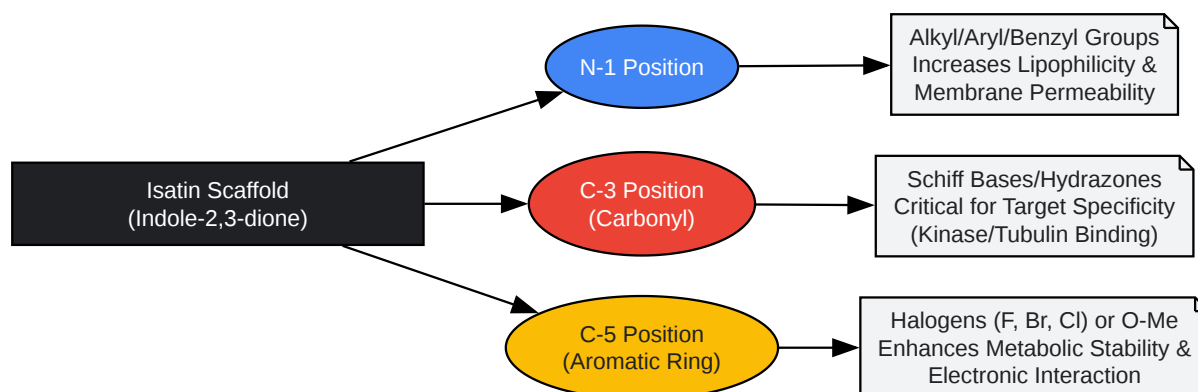 Isatin Scaffold
(Indole-2,3-dione)
N-1 Position
Alkyl/Aryl/Benzyl Groups
Increases Lipophilicity &
Membrane Permeability
C-3 Position
(Carbonyl)
Schiff Bases/Hydrazones
Critical for Target Specificity
(Kinase/Tubulin Binding)
C-5 Position
(Aromatic Ring)
Halogens (F, Br, Cl) or O-Me
Enhances Metabolic Stability &
Electronic Interaction